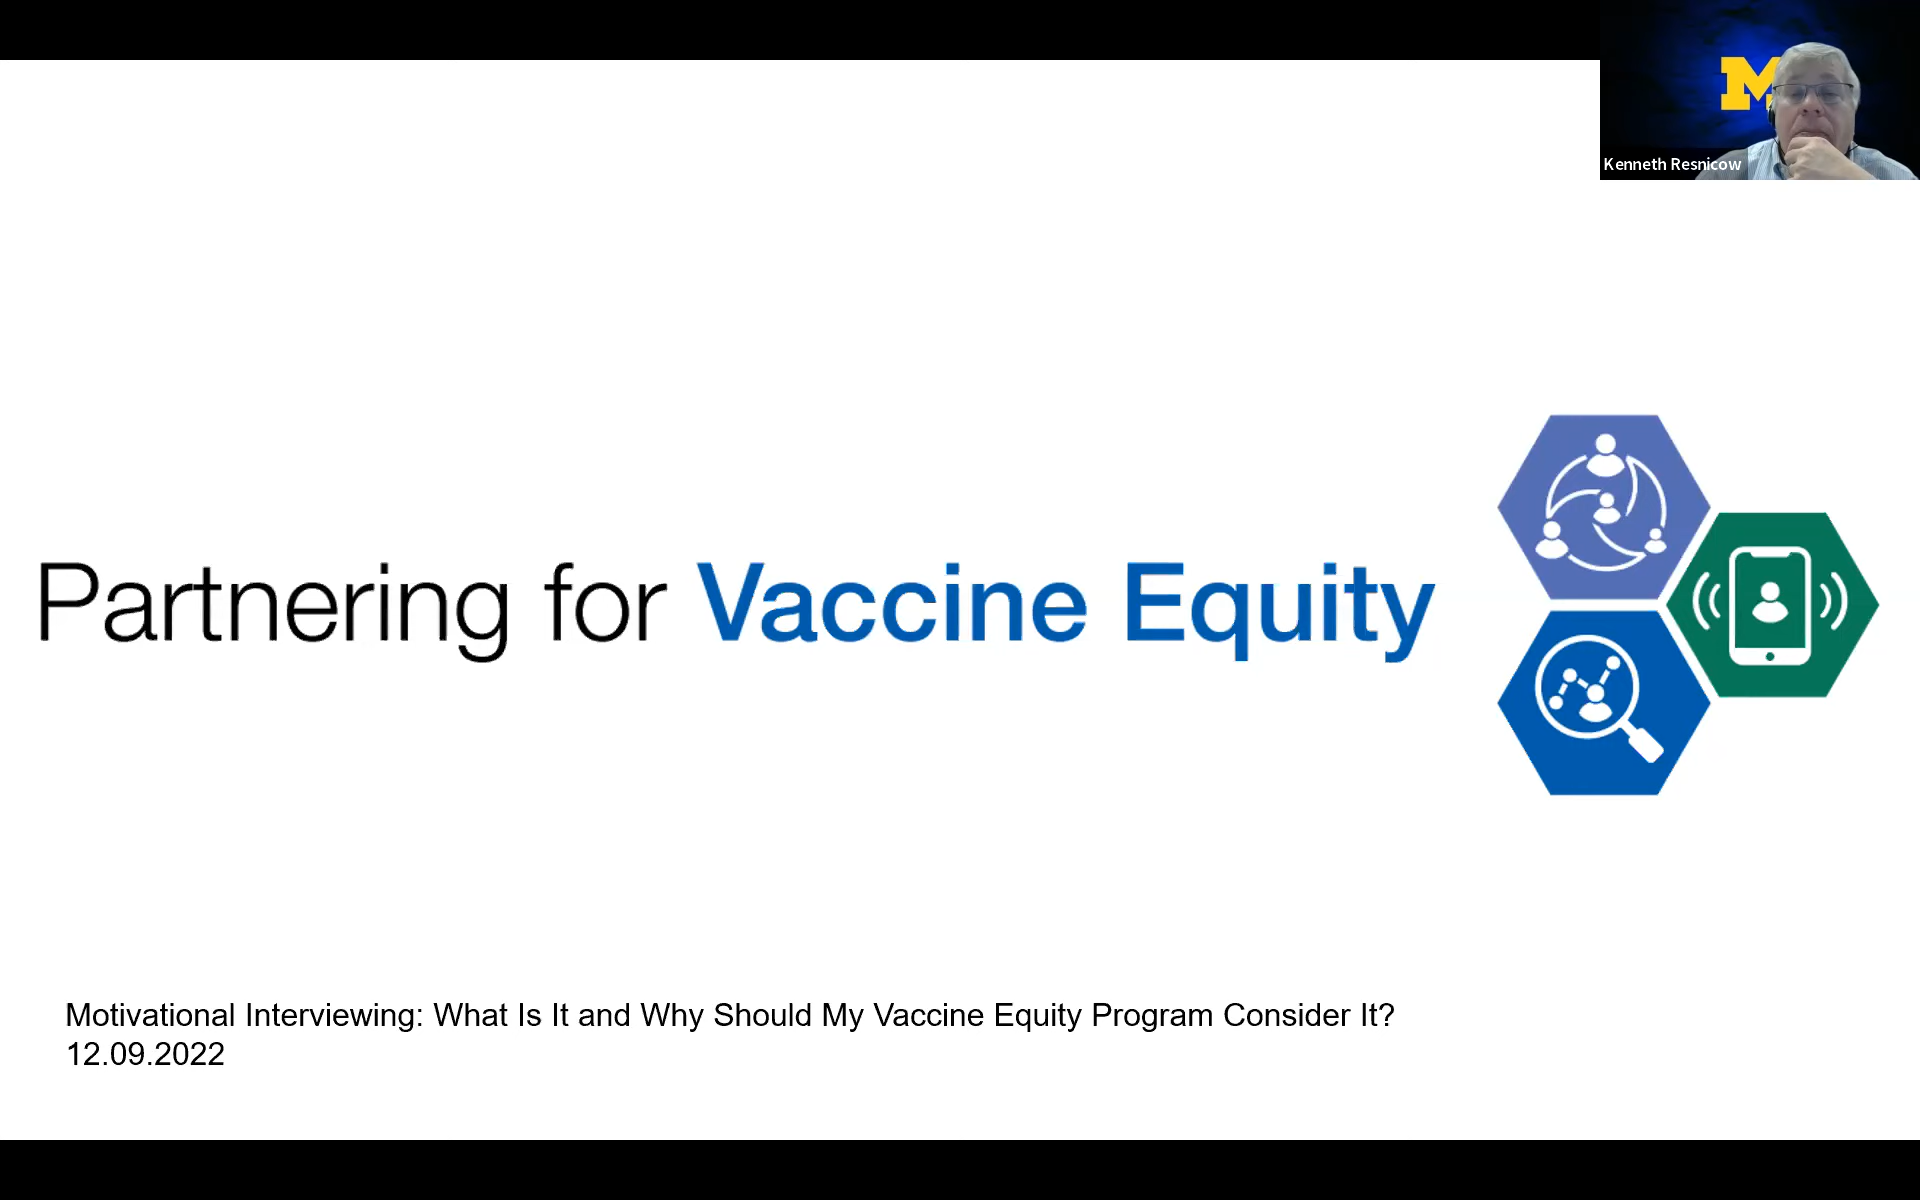 M
Kenneth Resnicow
Partnering for Vaccine Equity
Motivational Interviewing: What Is It and Why Should My Vaccine Equity Program Consider It?
12.09.2022